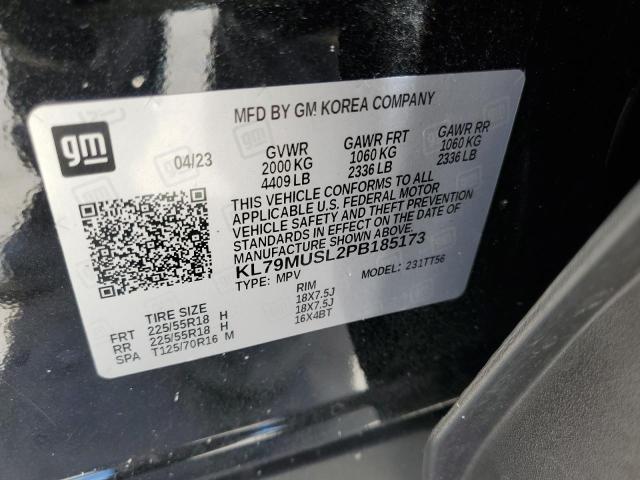 MFD BY GM KOREA COMPANY
gm
04/23
GVWR GAWR FRT GAWR RR
2000 KG 1060 KG 1060 KG
4409 LB 2336 LB 2336 LB
THIS VEHICLE CONFORMS TO ALL
APPLICABLE U.S. FEDERAL MOTOR
VEHICLE SAFETY AND THEFT PREVENTION
STANDARDS IN EFFECT ON THE DATE OF
MANUFACTURE SHOWN ABOVE.
KL79MUSL2PB185173
TYPE: MPV MODEL: 231TT56
TIRE SIZE RIM
FRT 225/55R18 H 18X7.5J
RR 225/55R18 H 18X7.5J
SPA T125/70R16 M 16X4BT